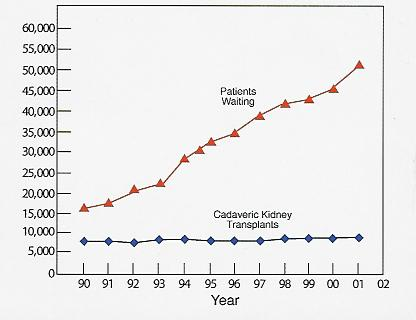 60,000
55,000
50,000
45,000
40,000
35,000
30,000
25,000
20,000
15,000
10,000
5,000
0
Patients
Waiting
Cadaveric Kidney
Transplants
90 91 92 93 94 95 96 97 98 99 00 01 02
Year